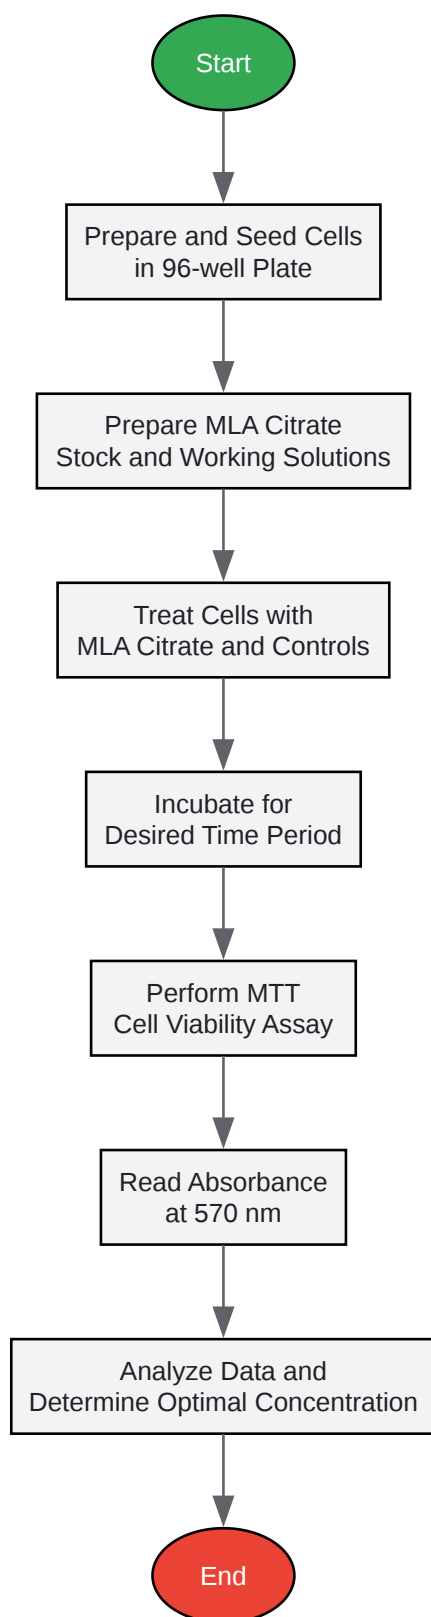 Start
Prepare and Seed Cells
in 96-well Plate
Prepare MLA Citrate
Stock and Working Solutions
Treat Cells with
MLA Citrate and Controls
Incubate for
Desired Time Period
Perform MTT
Cell Viability Assay
Read Absorbance
at 570 nm
Analyze Data and
Determine Optimal Concentration
End